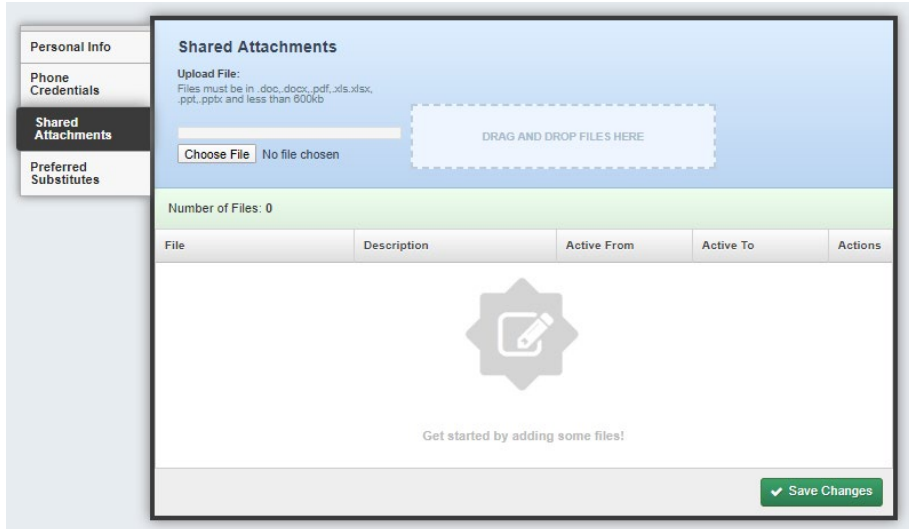 Personal Info
Phone
Credentials
Shared
Attachments
Preferred
Substitutes
Shared Attachments
Upload File:
Files must be in .doc,.docx,.pdf,.xls.xlsx,
.ppt,.pptx and less than 600kb
DRAG AND DROP FILES HERE
Choose File No file chosen
Number of Files: 0
File Description Active From Active To Actions
Get started by adding some files!
Save Changes